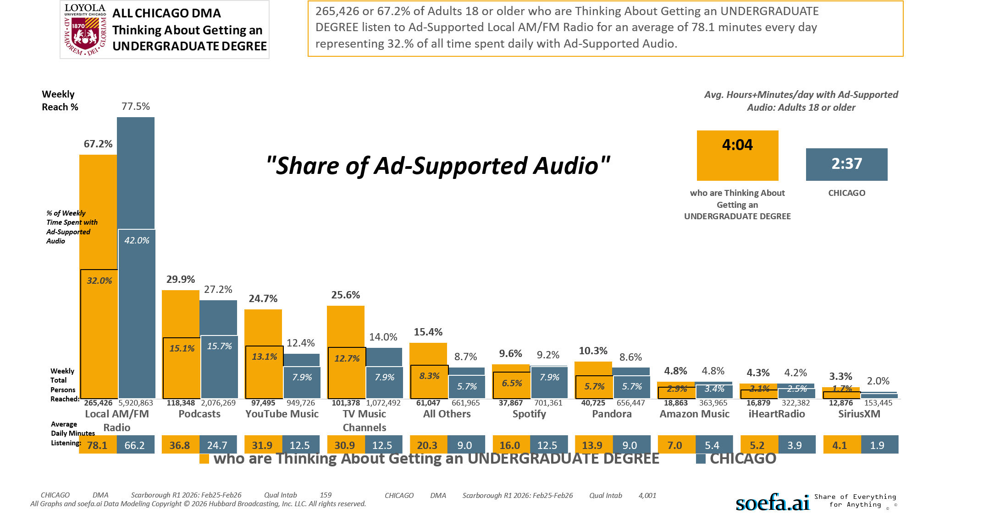 LOYOLA
UNIVERSITY CHICAGO
1870
AD • MAJOREM • DEI • GLORIAM
ALL CHICAGO DMA
Thinking About Getting an
UNDERGRADUATE DEGREE
265,426 or 67.2% of Adults 18 or older who are Thinking About Getting an UNDERGRADUATE
DEGREE listen to Ad-Supported Local AM/FM Radio for an average of 78.1 minutes every day
representing 32.% of all time spent daily with Ad-Supported Audio.
Weekly
Reach %
Avg. Hours+Minutes/day with Ad-Supported
Audio: Adults 18 or older
4:04
2:37
who are Thinking About
Getting an
UNDERGRADUATE DEGREE
CHICAGO
"Share of Ad-Supported Audio"
67.2% 77.5%
29.9% 27.2%
24.7% 12.4%
25.6% 14.0%
15.4% 8.7%
9.6% 9.2%
10.3% 8.6%
4.8% 4.8%
4.3% 4.2%
3.3% 2.0%
% of Weekly
Time Spent with
Ad-Supported
Audio
32.0% 42.0%
15.1% 15.7%
13.1% 7.9%
12.7% 7.9%
8.3% 5.7%
6.5% 7.9%
5.7% 5.7%
2.9% 3.4%
2.1% 2.5%
1.7%
Weekly
Total
Persons
Reached:
265,426 5,920,863 118,348 2,076,269 97,495 949,726 101,378 1,072,492 61,047 661,965 37,867 701,361 40,725 656,447 18,863 363,965 16,879 322,382 12,876 153,445
Local AM/FM
Radio
Podcasts
YouTube Music
TV Music
Channels
All Others
Spotify
Pandora
Amazon Music
iHeartRadio
SiriusXM
Average
Daily Minutes
Listening:
78.1 66.2 36.8 24.7 31.9 12.5 30.9 12.5 20.3 9.0 16.0 12.5 13.9 9.0 7.0 5.4 5.2 3.9 4.1 1.9
who are Thinking About Getting an UNDERGRADUATE DEGREE CHICAGO
CHICAGO DMA Scarborough R1 2026: Feb25-Feb26 Qual Intab 159 CHICAGO DMA Scarborough R1 2026: Feb25-Feb26 Qual Intab 4,001
All Graphs and soefa.ai Data Modeling Copyright © 2026 Hubbard Broadcasting, Inc. LLC. All rights reserved.
soefa.ai
Share of Everything
for Anything © ©